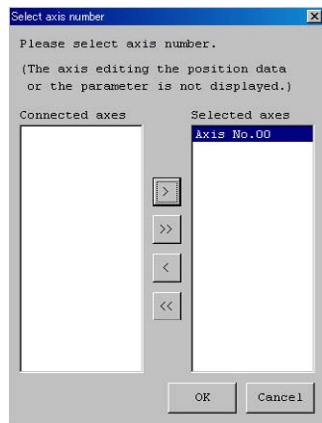 Select axis number
Please select axis number.
(The axis editing the position data
or the parameter is not displayed.)
Connected axes
Selected axes
Axis No.00
>
>>
<
<<
OK
Cancel